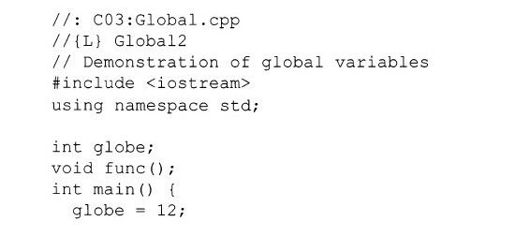 //: C03:Global.cpp
//{L} Global2
// Demonstration of global variables
#include <iostream>
using namespace std;

int globe;
void func();
int main() {
  globe = 12;